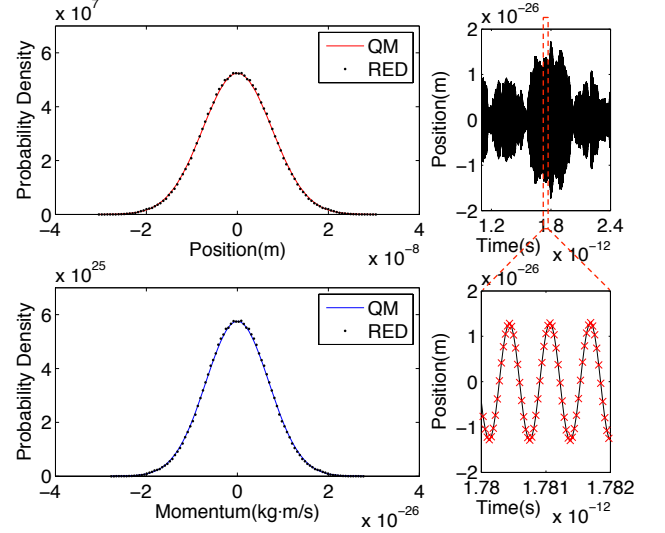 x 10^7
6
4
2
0
Probability Density
QM
RED
−4 −2 0 2 4
Position(m)
x 10^-8
x 10^-26
2
1
0
−1
−2
Position(m)
1.2 1.8 2.4
Time(s) x 10^-12
x 10^25
6
4
2
0
Probability Density
QM
RED
−4 −2 0 2 4
Momentum(kg·m/s)
x 10^-26
x 10^-26
2
1
0
−1
−2
Position(m)
1.78 1.781 1.782
Time(s) x 10^-12